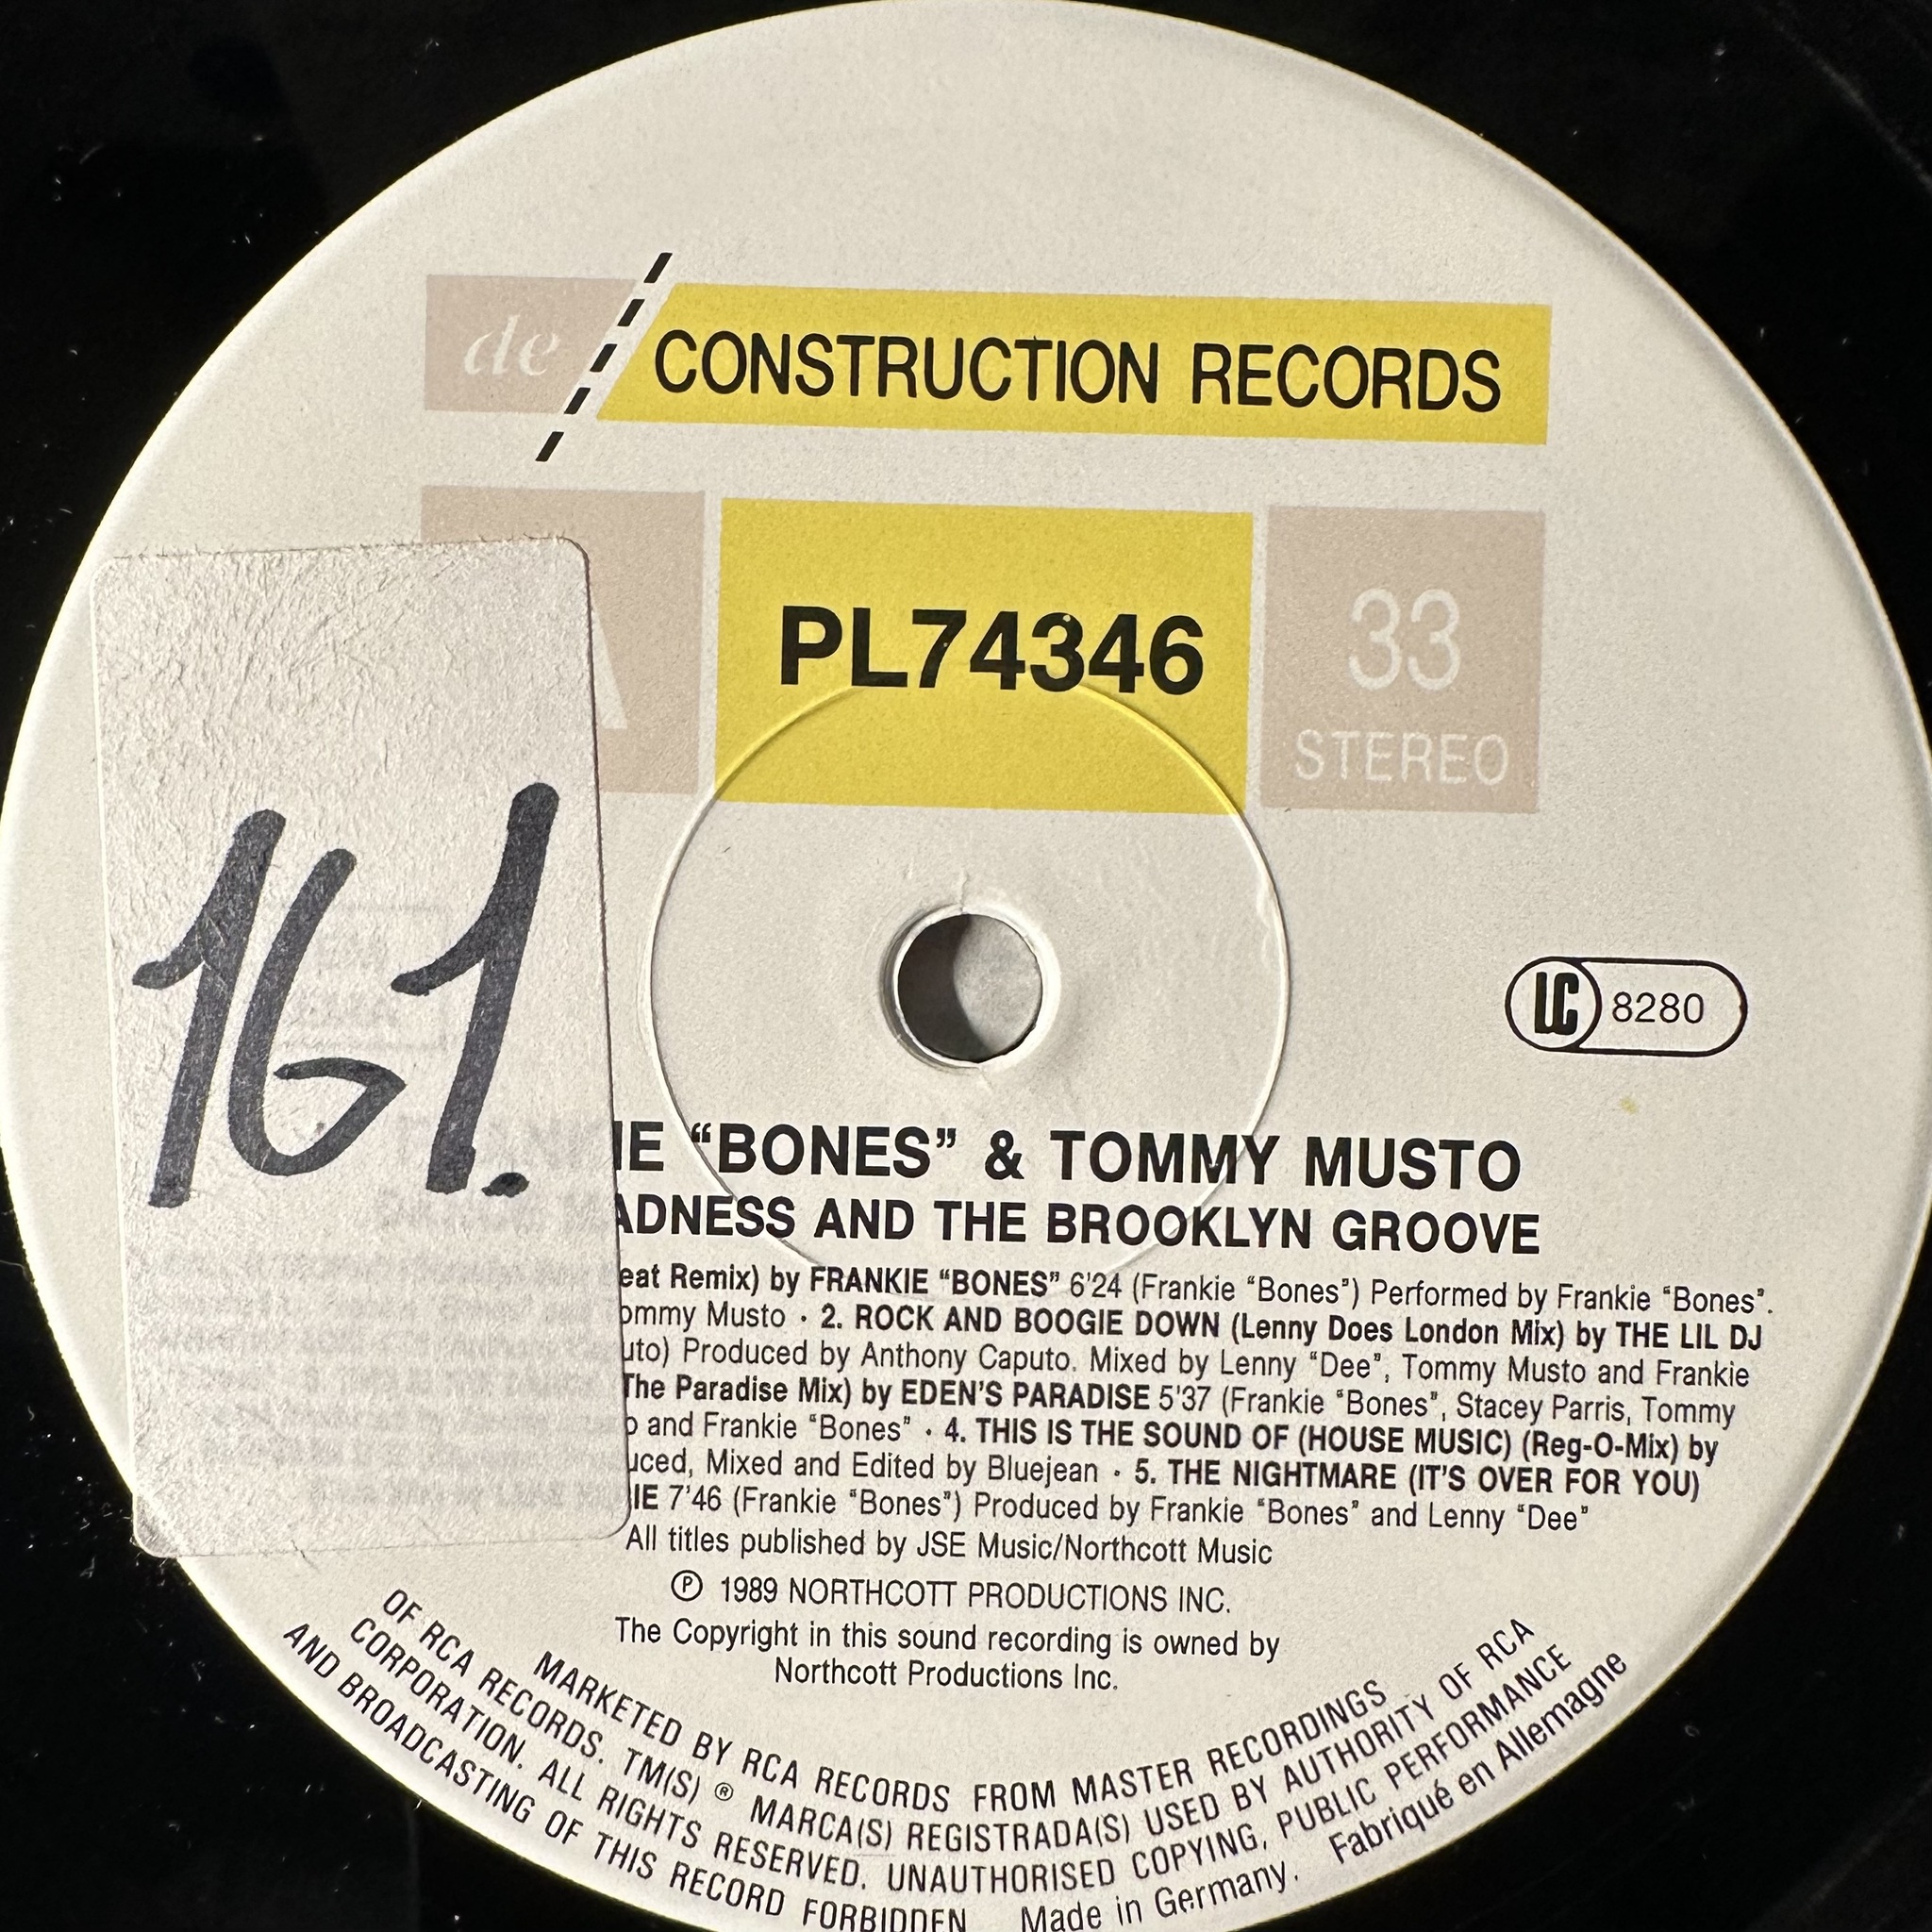 de CONSTRUCTION RECORDS
A
PL74346
33
STEREO
161.
LC 8280
IE “BONES” & TOMMY MUSTO
ADNESS AND THE BROOKLYN GROOVE
eat Remix) by FRANKIE “BONES” 6'24 (Frankie “Bones”) Performed by Frankie “Bones”.
ommy Musto · 2. ROCK AND BOOGIE DOWN (Lenny Does London Mix) by THE LIL DJ
uto) Produced by Anthony Caputo. Mixed by Lenny “Dee”, Tommy Musto and Frankie
The Paradise Mix) by EDEN'S PARADISE 5'37 (Frankie “Bones”, Stacey Parris, Tommy
o and Frankie “Bones” · 4. THIS IS THE SOUND OF (HOUSE MUSIC) (Reg-O-Mix) by
uced, Mixed and Edited by Bluejean · 5. THE NIGHTMARE (IT'S OVER FOR YOU)
IE 7'46 (Frankie “Bones”) Produced by Frankie “Bones” and Lenny “Dee”
All titles published by JSE Music/Northcott Music
℗ 1989 NORTHCOTT PRODUCTIONS INC.
The Copyright in this sound recording is owned by
Northcott Productions Inc.
MARKETED BY RCA RECORDS FROM MASTER RECORDINGS
OF RCA RECORDS. TM(S) ® MARCA(S) REGISTRADA(S) USED BY AUTHORITY OF RCA
CORPORATION. ALL RIGHTS RESERVED. UNAUTHORISED COPYING, PUBLIC PERFORMANCE
AND BROADCASTING OF THIS RECORD FORBIDDEN Made in Germany. Fabriqué en Allemagne